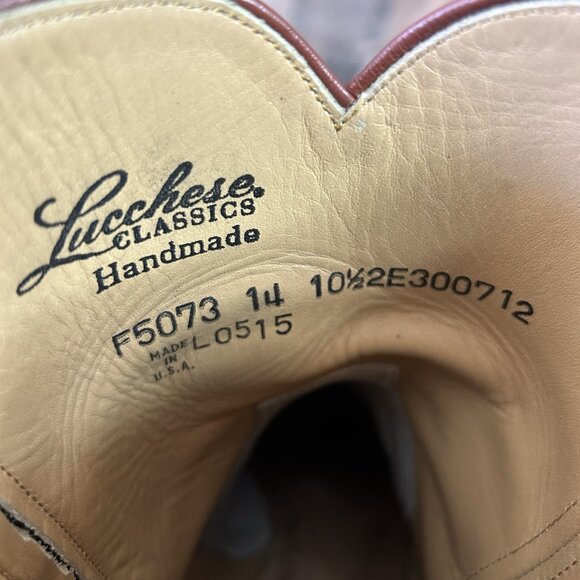 Lucchese®
CLASSICS
Handmade
F5073 14 10½2E300712
MADE IN U.S.A. L0515